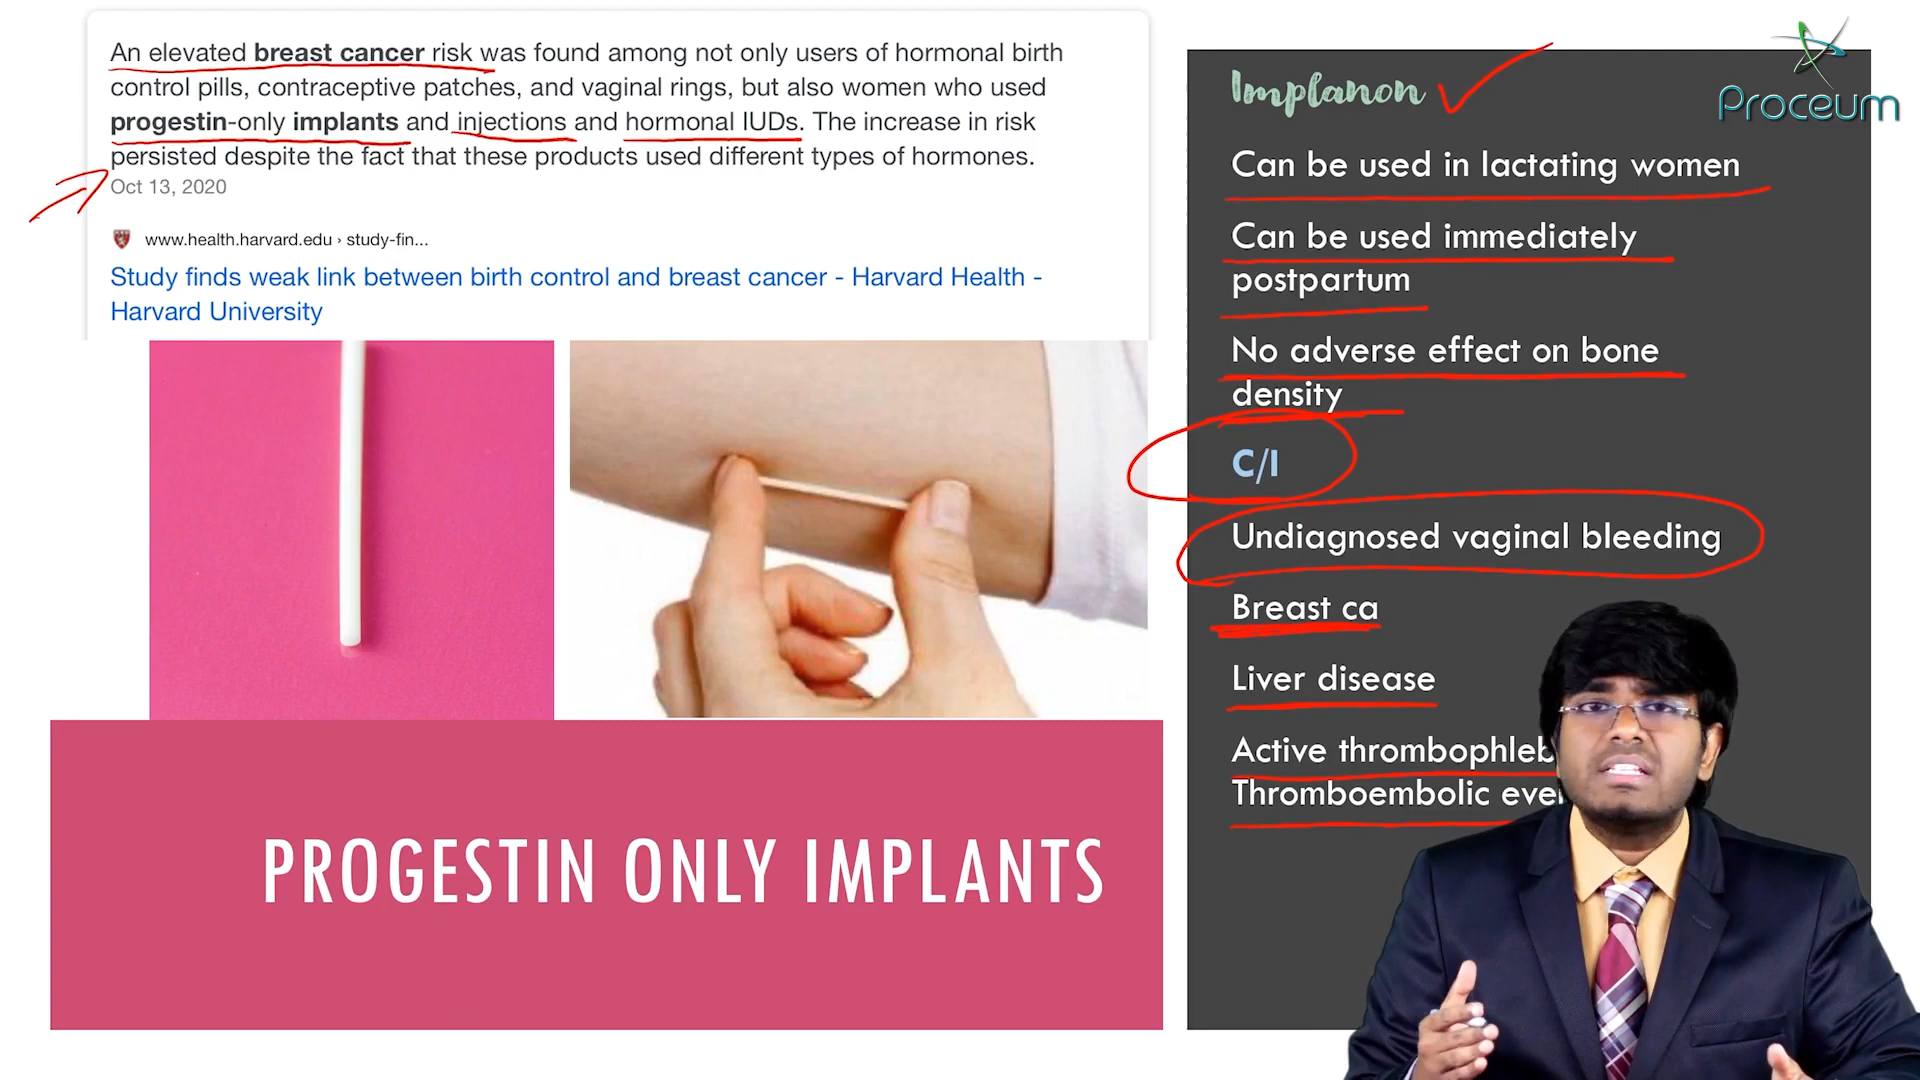 An elevated breast cancer risk was found among not only users of hormonal birth
control pills, contraceptive patches, and vaginal rings, but also women who used
progestin-only implants and injections and hormonal IUDs. The increase in risk
persisted despite the fact that these products used different types of hormones.
Oct 13, 2020
www.health.harvard.edu › study-fin...
Study finds weak link between birth control and breast cancer - Harvard Health -
Harvard University
PROGESTIN ONLY IMPLANTS
Proceum
Implanon
Can be used in lactating women
Can be used immediately
postpartum
No adverse effect on bone
density
C/I
Undiagnosed vaginal bleeding
Breast ca
Liver disease
Active
Thromboembolic